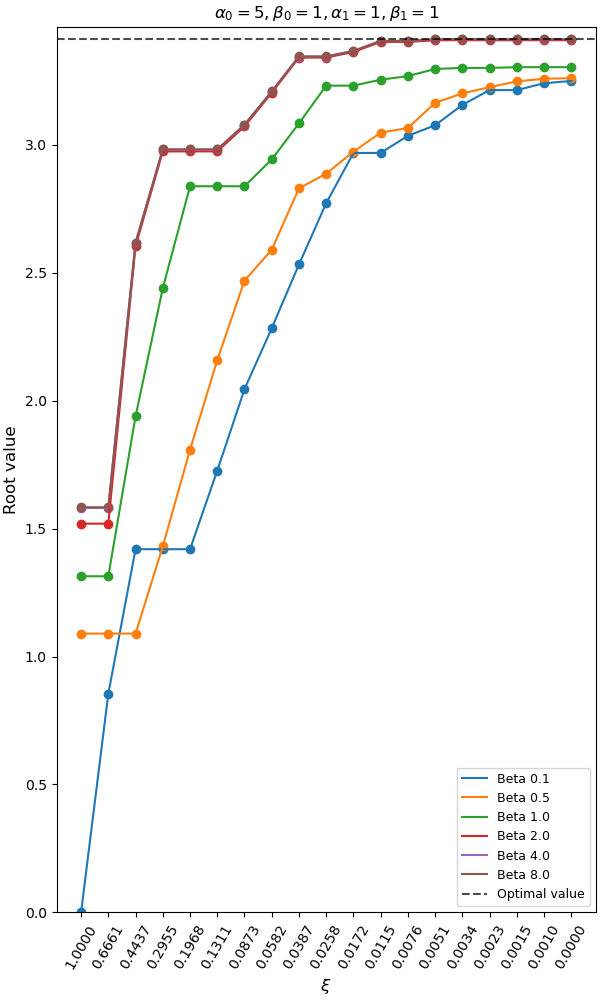 α₀ = 5, β₀ = 1, α₁ = 1, β₁ = 1
Root value
3.0
2.5
2.0
1.5
1.0
0.5
0.0
Beta 0.1
Beta 0.5
Beta 1.0
Beta 2.0
Beta 4.0
Beta 8.0
Optimal value
1.0000
0.6661
0.4437
0.2955
0.1968
0.1311
0.0873
0.0582
0.0387
0.0258
0.0172
0.0115
0.0076
0.0051
0.0034
0.0023
0.0015
0.0010
0.0000
ξ